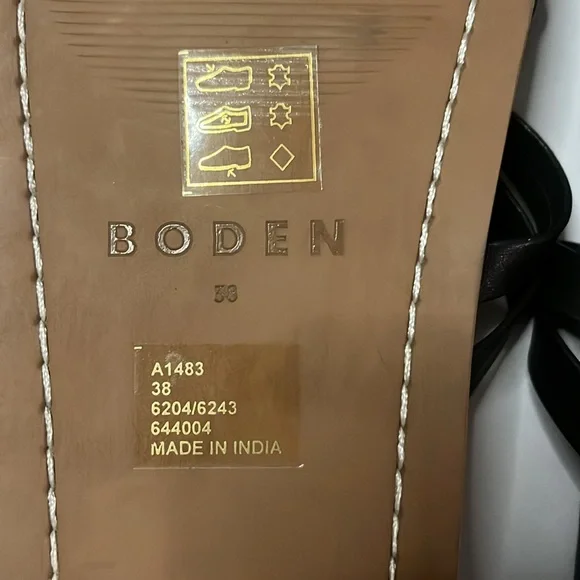 BODEN
38
A1483
38
6204/6243
644004
MADE IN INDIA